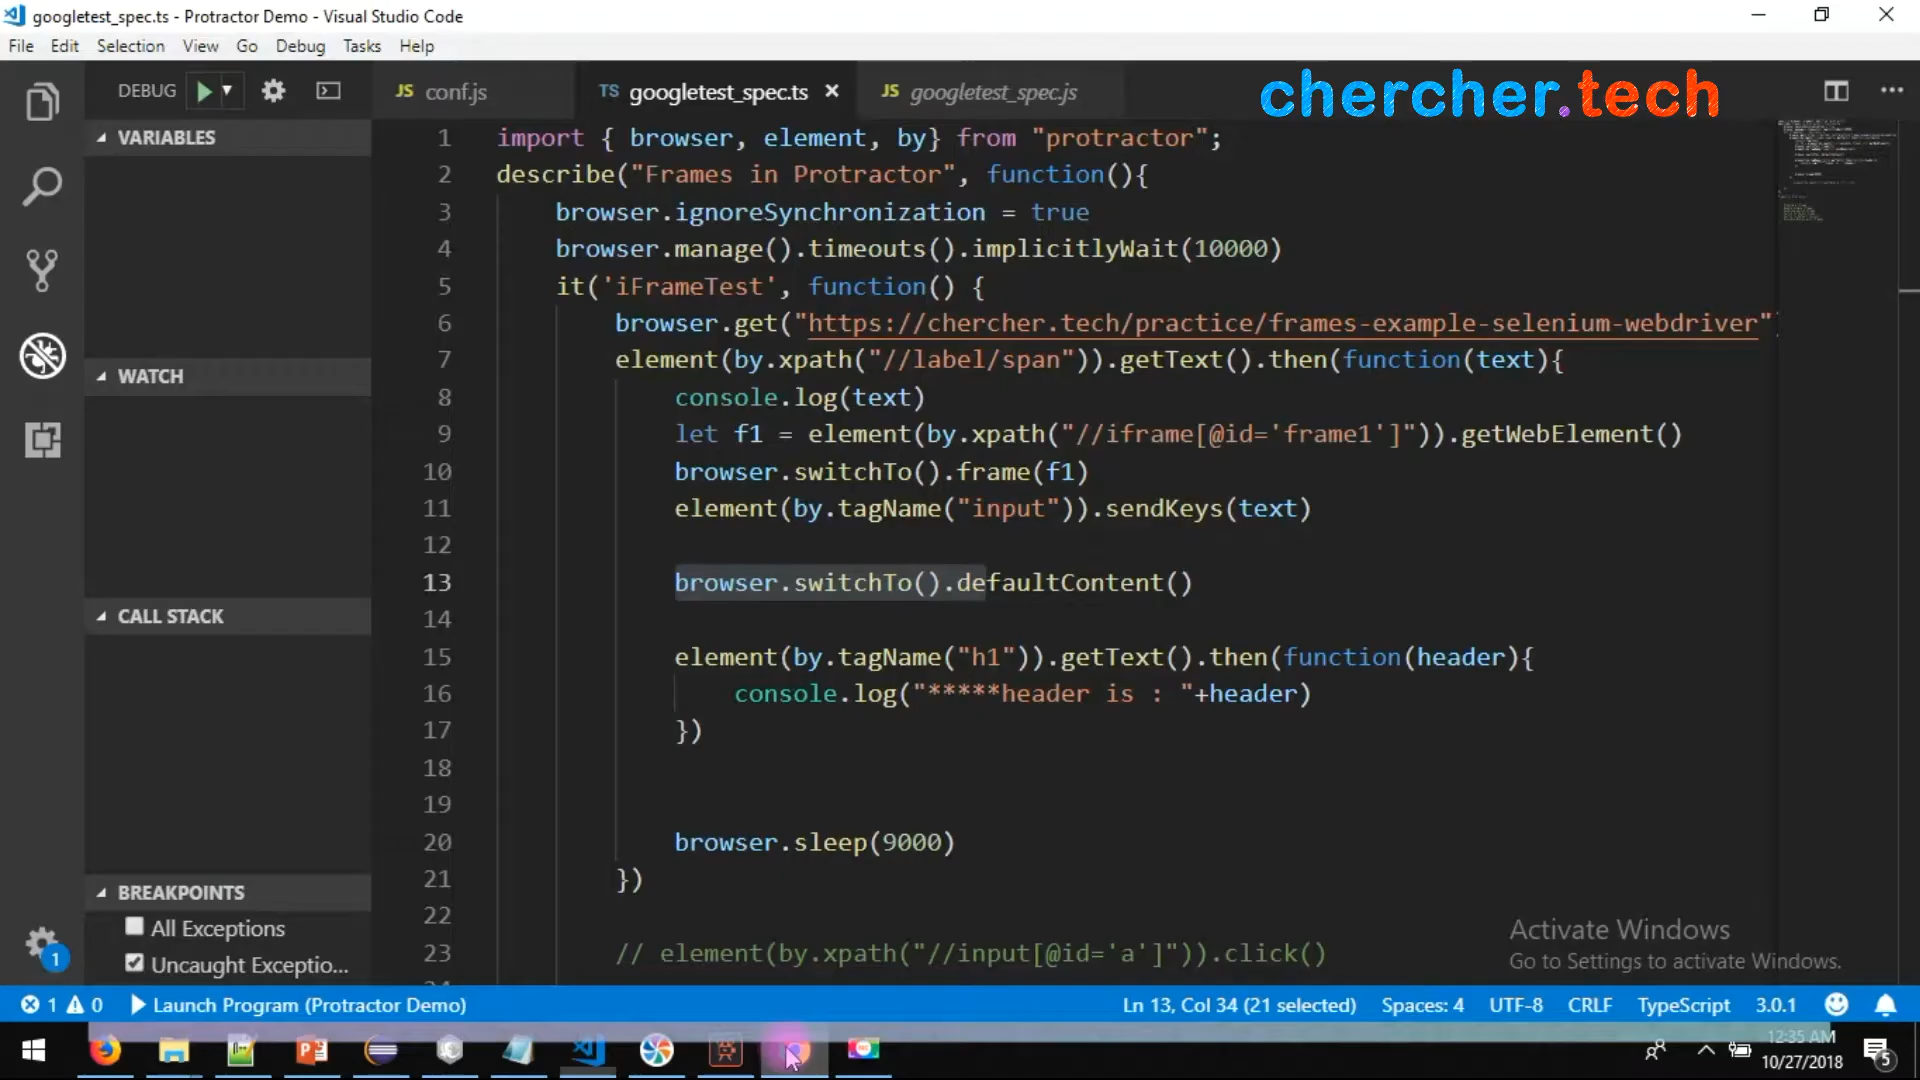 googletest_spec.ts - Protractor Demo - Visual Studio Code
File Edit Selection View Go Debug Tasks Help
DEBUG
JS conf.js
TS googletest_spec.ts
JS googletest_spec.js
chercher.tech
VARIABLES
WATCH
CALL STACK
BREAKPOINTS
All Exceptions
Uncaught Exceptio...
1 import { browser, element, by} from "protractor";
2 describe("Frames in Protractor", function(){
3 browser.ignoreSynchronization = true
4 browser.manage().timeouts().implicitlyWait(10000)
5 it('iFrameTest', function() {
6 browser.get("https://chercher.tech/practice/frames-example-selenium-webdriver"
7 element(by.xpath("//label/span")).getText().then(function(text){
8 console.log(text)
9 let f1 = element(by.xpath("//iframe[@id='frame1']")).getWebElement()
10 browser.switchTo().frame(f1)
11 element(by.tagName("input")).sendKeys(text)
12
13 browser.switchTo().defaultContent()
14
15 element(by.tagName("h1")).getText().then(function(header){
16 console.log("*****header is : "+header)
17 })
18
19
20 browser.sleep(9000)
21 })
22
23 // element(by.xpath("//input[@id='a']")).click()
Activate Windows
Go to Settings to activate Windows.
1
1 0 Launch Program (Protractor Demo)
Ln 13, Col 34 (21 selected) Spaces: 4 UTF-8 CRLF TypeScript 3.0.1
12:35 AM
10/27/2018
5